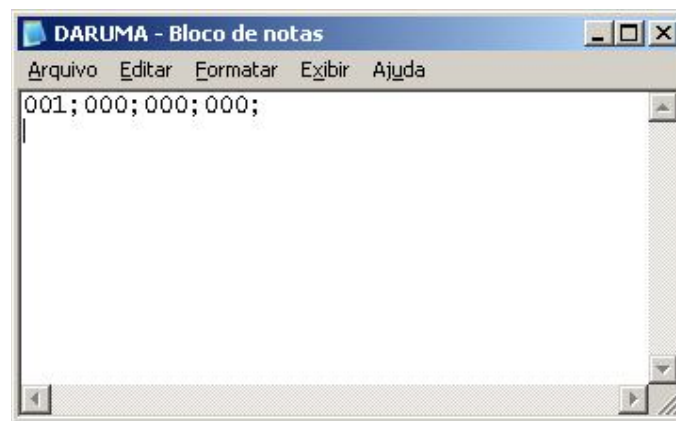 DARUMA - Bloco de notas
Arquivo Editar Formatar Exibir Ajuda
001;000;000;000;